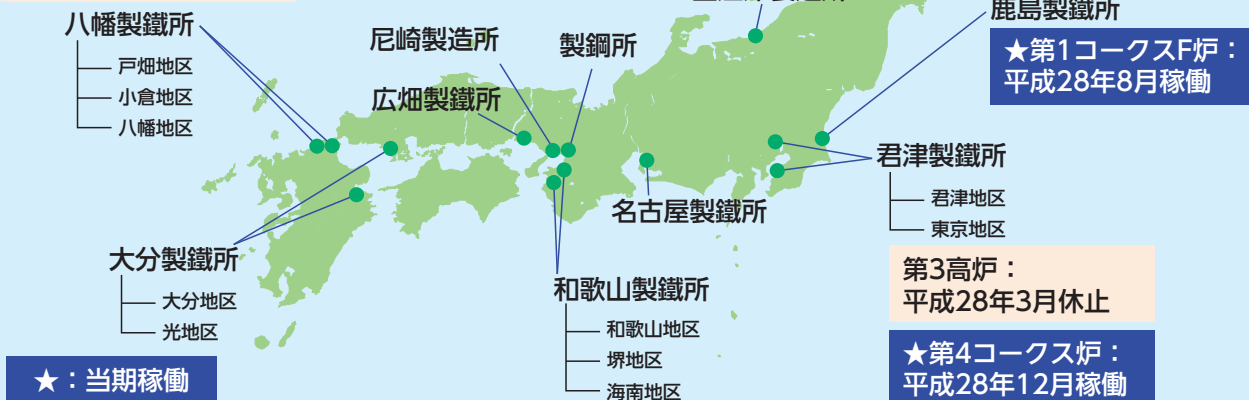 八幡製鐵所
戸畑地区
小倉地区
八幡地区
尼崎製造所
製鋼所
広畑製鐵所
鹿島製鐵所
★第1コークスF炉：
平成28年8月稼働
君津製鐵所
君津地区
東京地区
第3高炉：
平成28年3月休止
★第4コークス炉：
平成28年12月稼働
名古屋製鐵所
大分製鐵所
大分地区
光地区
和歌山製鐵所
和歌山地区
堺地区
海南地区
★：当期稼働